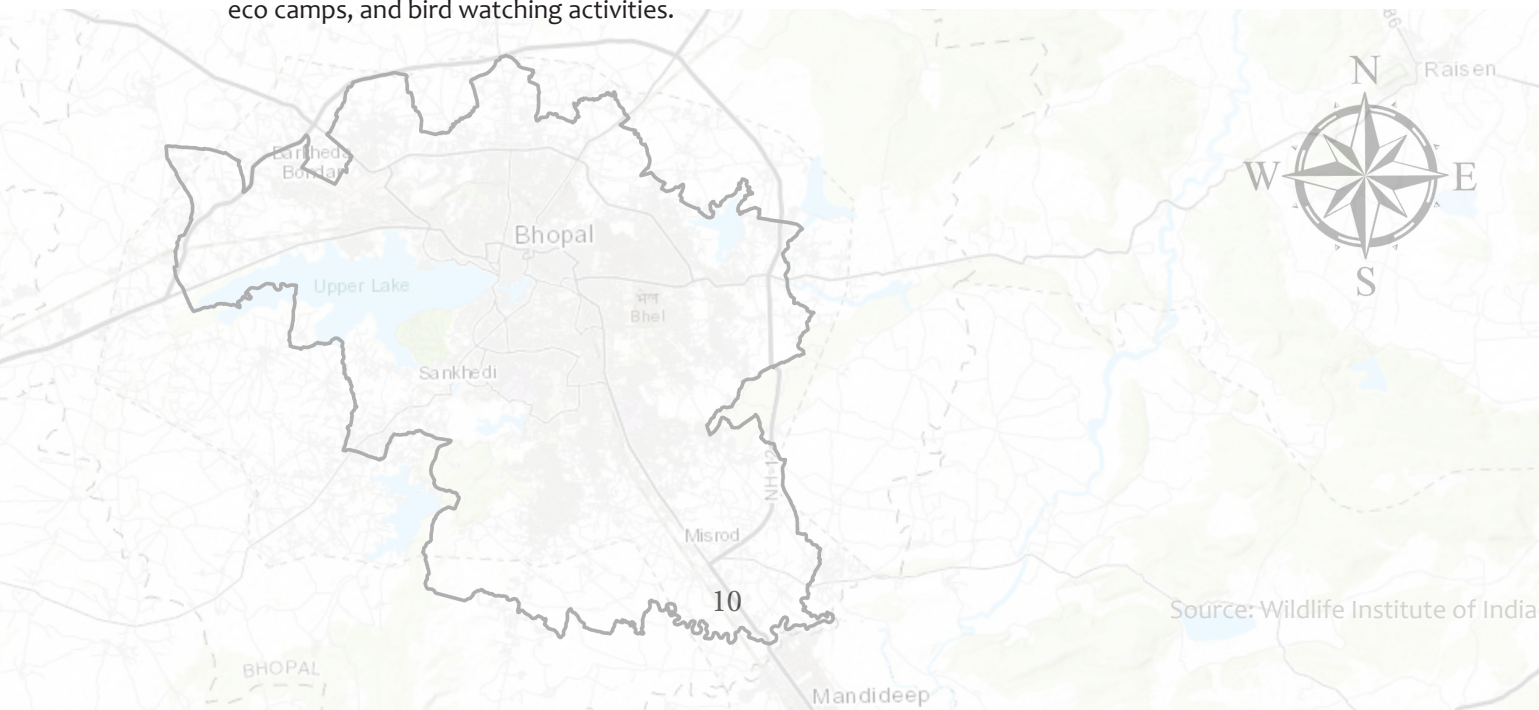 eco camps, and bird watching activities.
N
Raisen
W
E
S
Bhopal
Upper Lake
भेल
Bhel
Sankhedi
NH-12
Misrod
10
Source: Wildlife Institute of India
BHOPAL
Mandideep